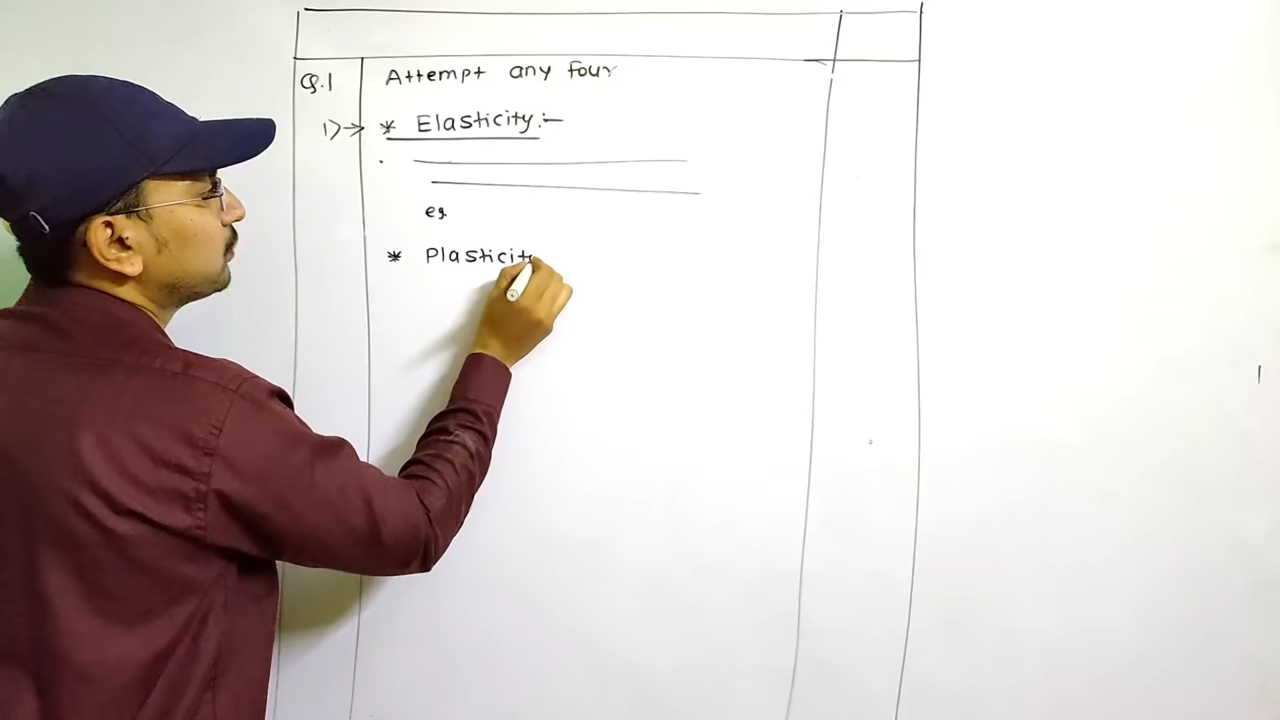 Q.1 Attempt any four
1)→ * Elasticity :-
eg.
* Plasticity